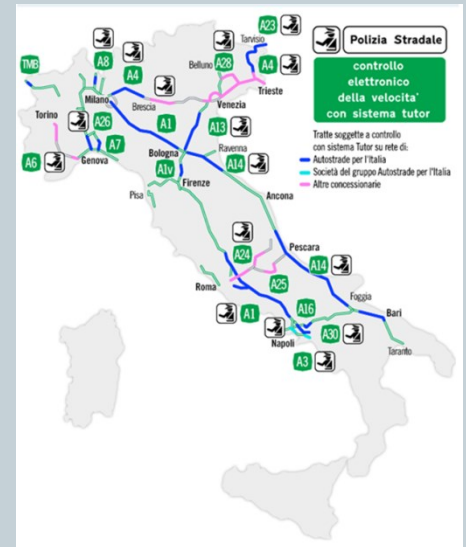 A23
Tarvisio
TMB
A8
A4
Belluno
A28
A4
Trieste
Polizia Stradale
controllo
elettronico
della velocita'
con sistema tutor
Tratte soggette a controllo
con sistema Tutor su rete di:
Autostrade per l'Italia
Società del gruppo Autostrade per l'Italia
Altre concessionarie
Milano
Brescia
Venezia
Torino
A26
A1
A13
A7
Bologna
Ravenna
A6
Genova
A1v
A14
Firenze
Pisa
Ancona
A24
Pescara
Roma
A25
A14
A16
Foggia
A1
Bari
Napoli
A30
Taranto
A3